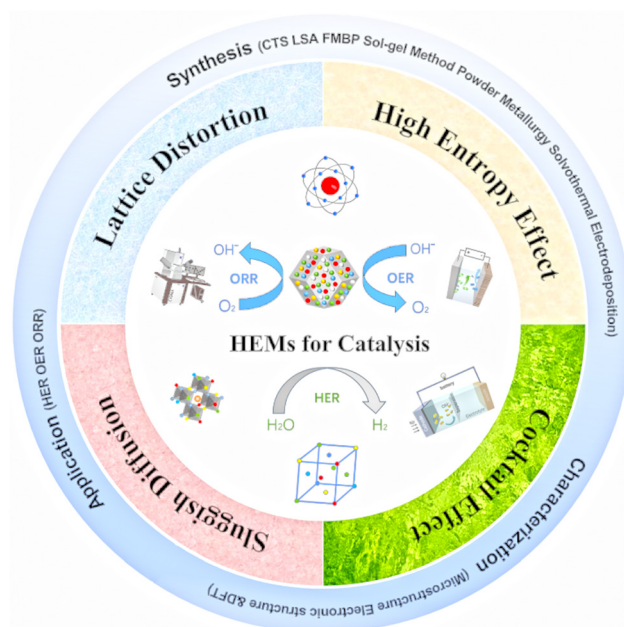 Synthesis (CTS LSA FMBP Sol-gel Method Powder Metallurgy Solvothermal Electrodeposition)
Lattice Distortion
High Entropy Effect
OH⁻
OH⁻
ORR
OER
O₂
O₂
HEMs for Catalysis
HER
H₂O
H₂
Sluggish Diffusion
Cocktail Effect
Application (HER OER ORR)
Characterization (Microstructure Electronic structure &DFT)